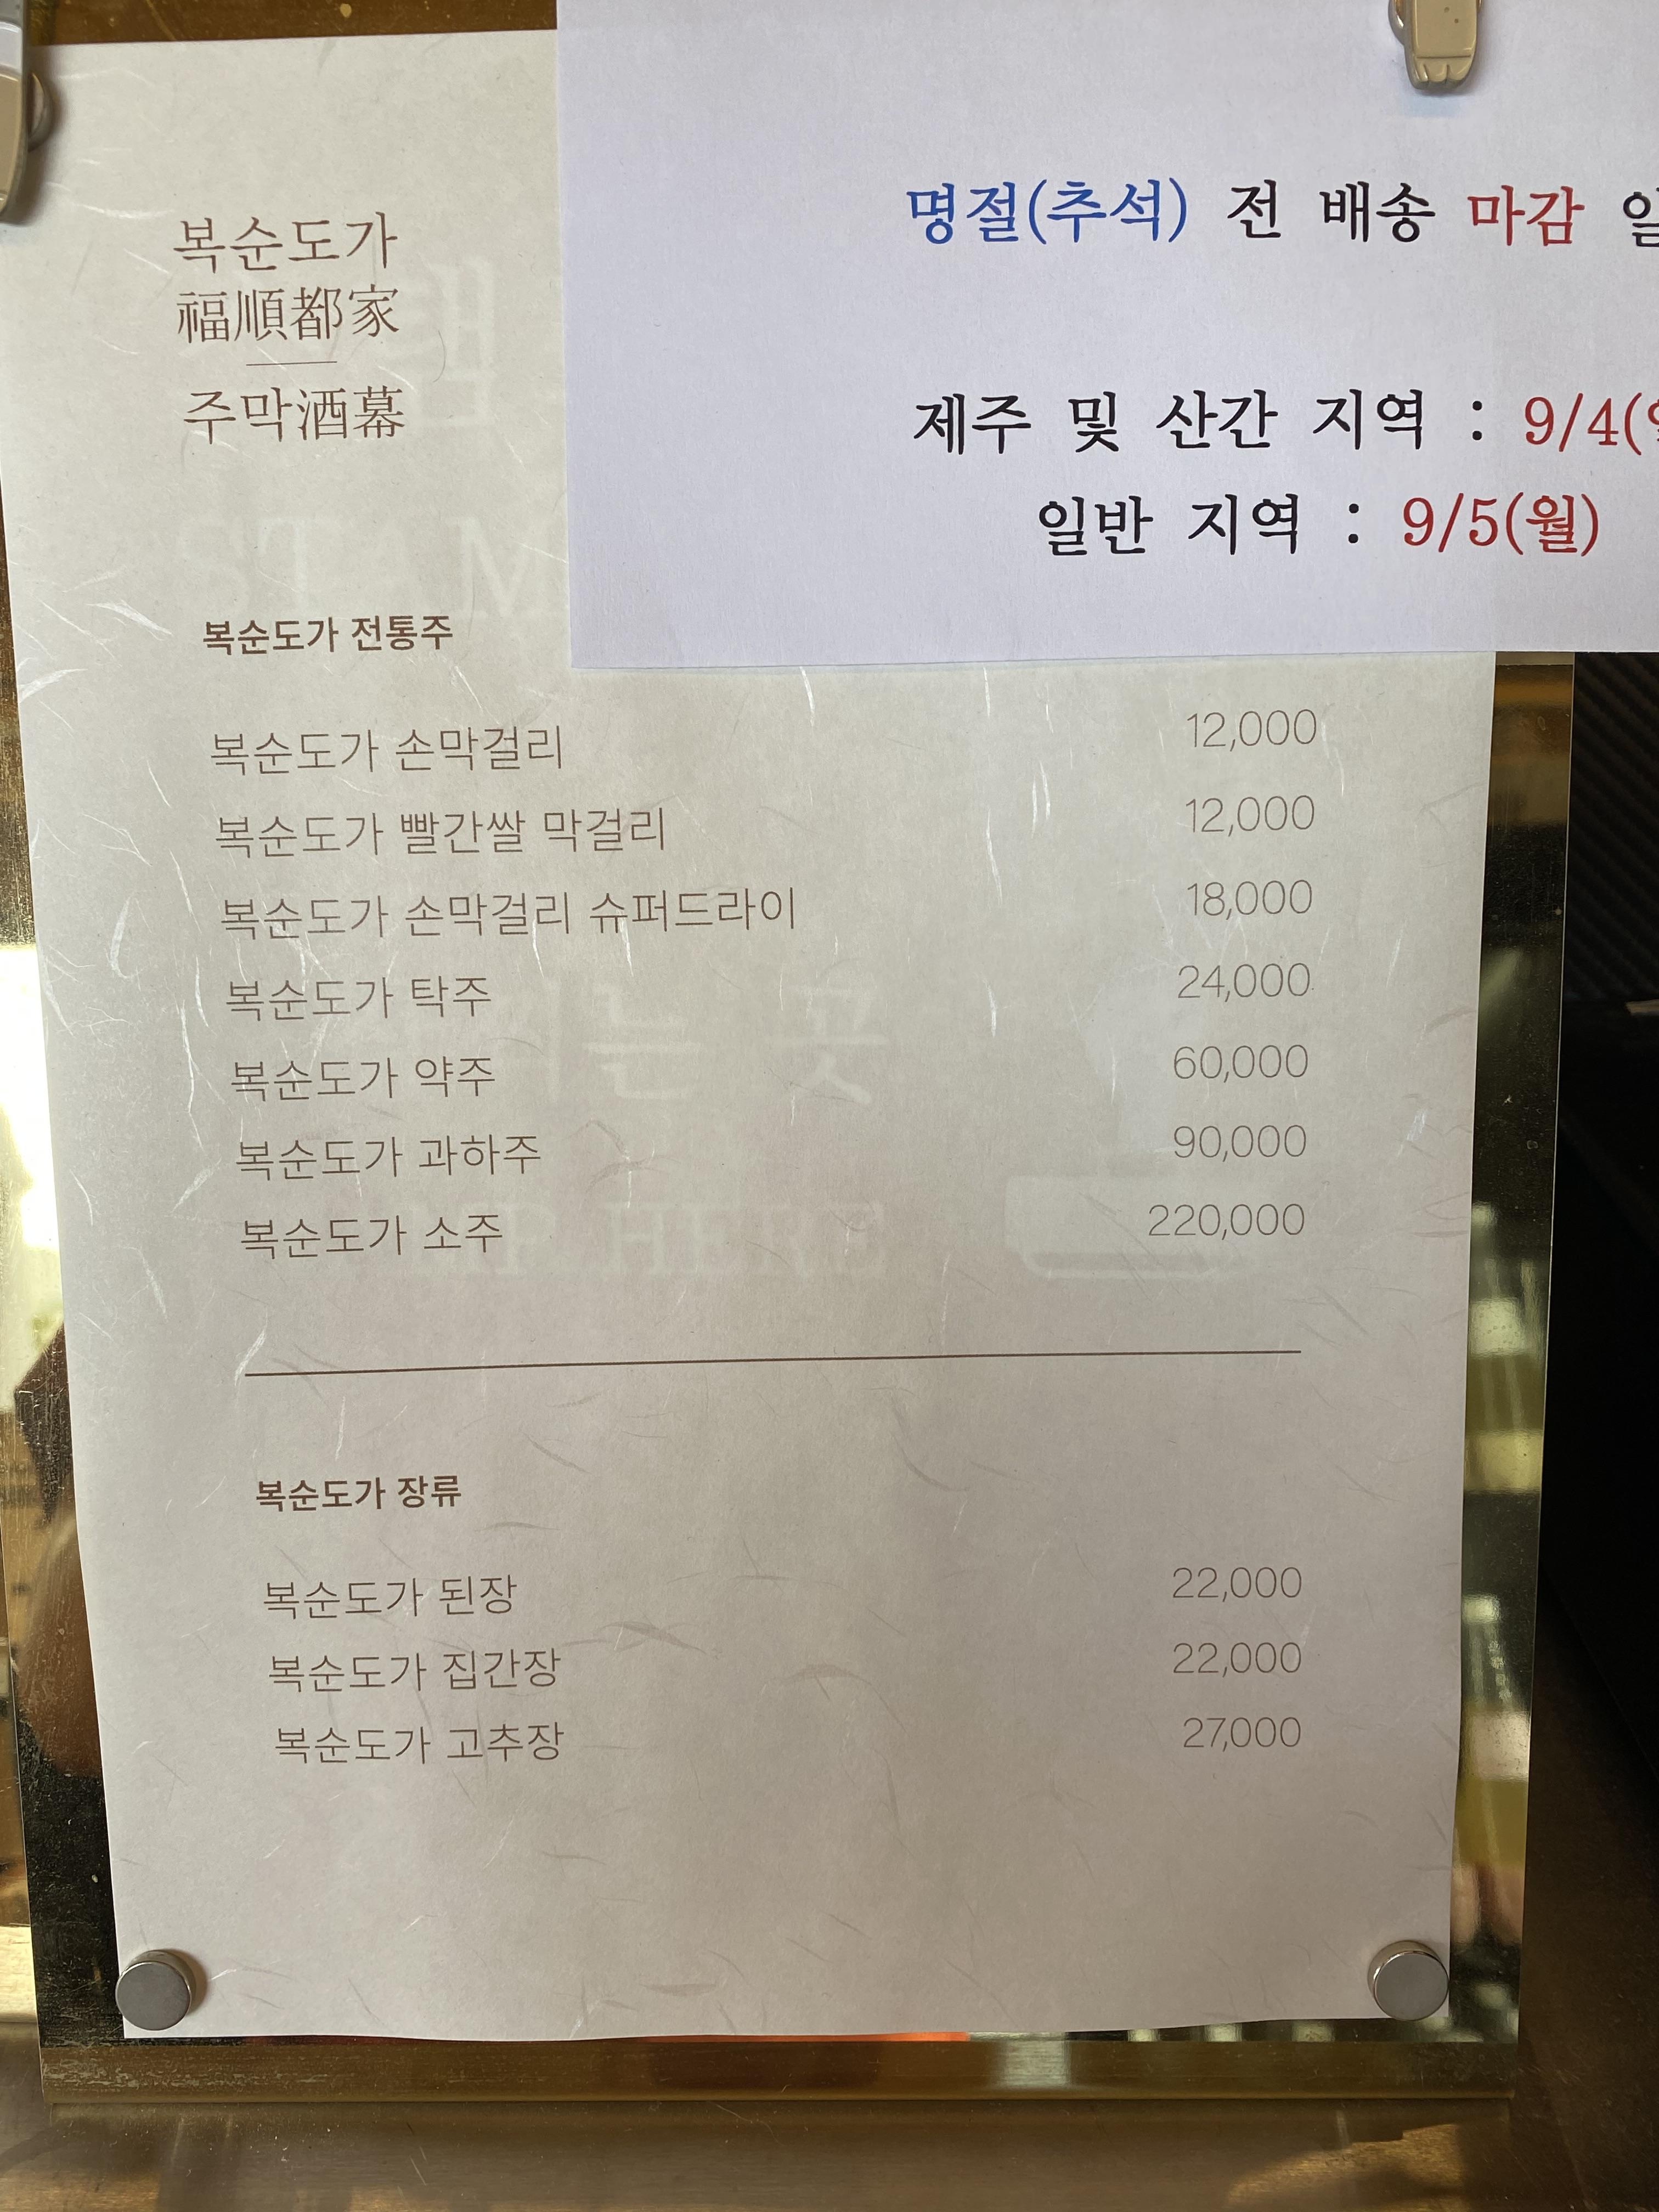 복순도가
福順都家
주막酒幕
명절(추석) 전 배송 마감
제주 및 산간 지역 : 9/4(
일반 지역 : 9/5(월)
복순도가 전통주
복순도가 손막걸리 12,000
복순도가 빨간쌀 막걸리 12,000
복순도가 손막걸리 슈퍼드라이 18,000
복순도가 탁주 24,000
복순도가 약주 60,000
복순도가 과하주 90,000
복순도가 소주 220,000
복순도가 장류
복순도가 된장 22,000
복순도가 집간장 22,000
복순도가 고추장 27,000